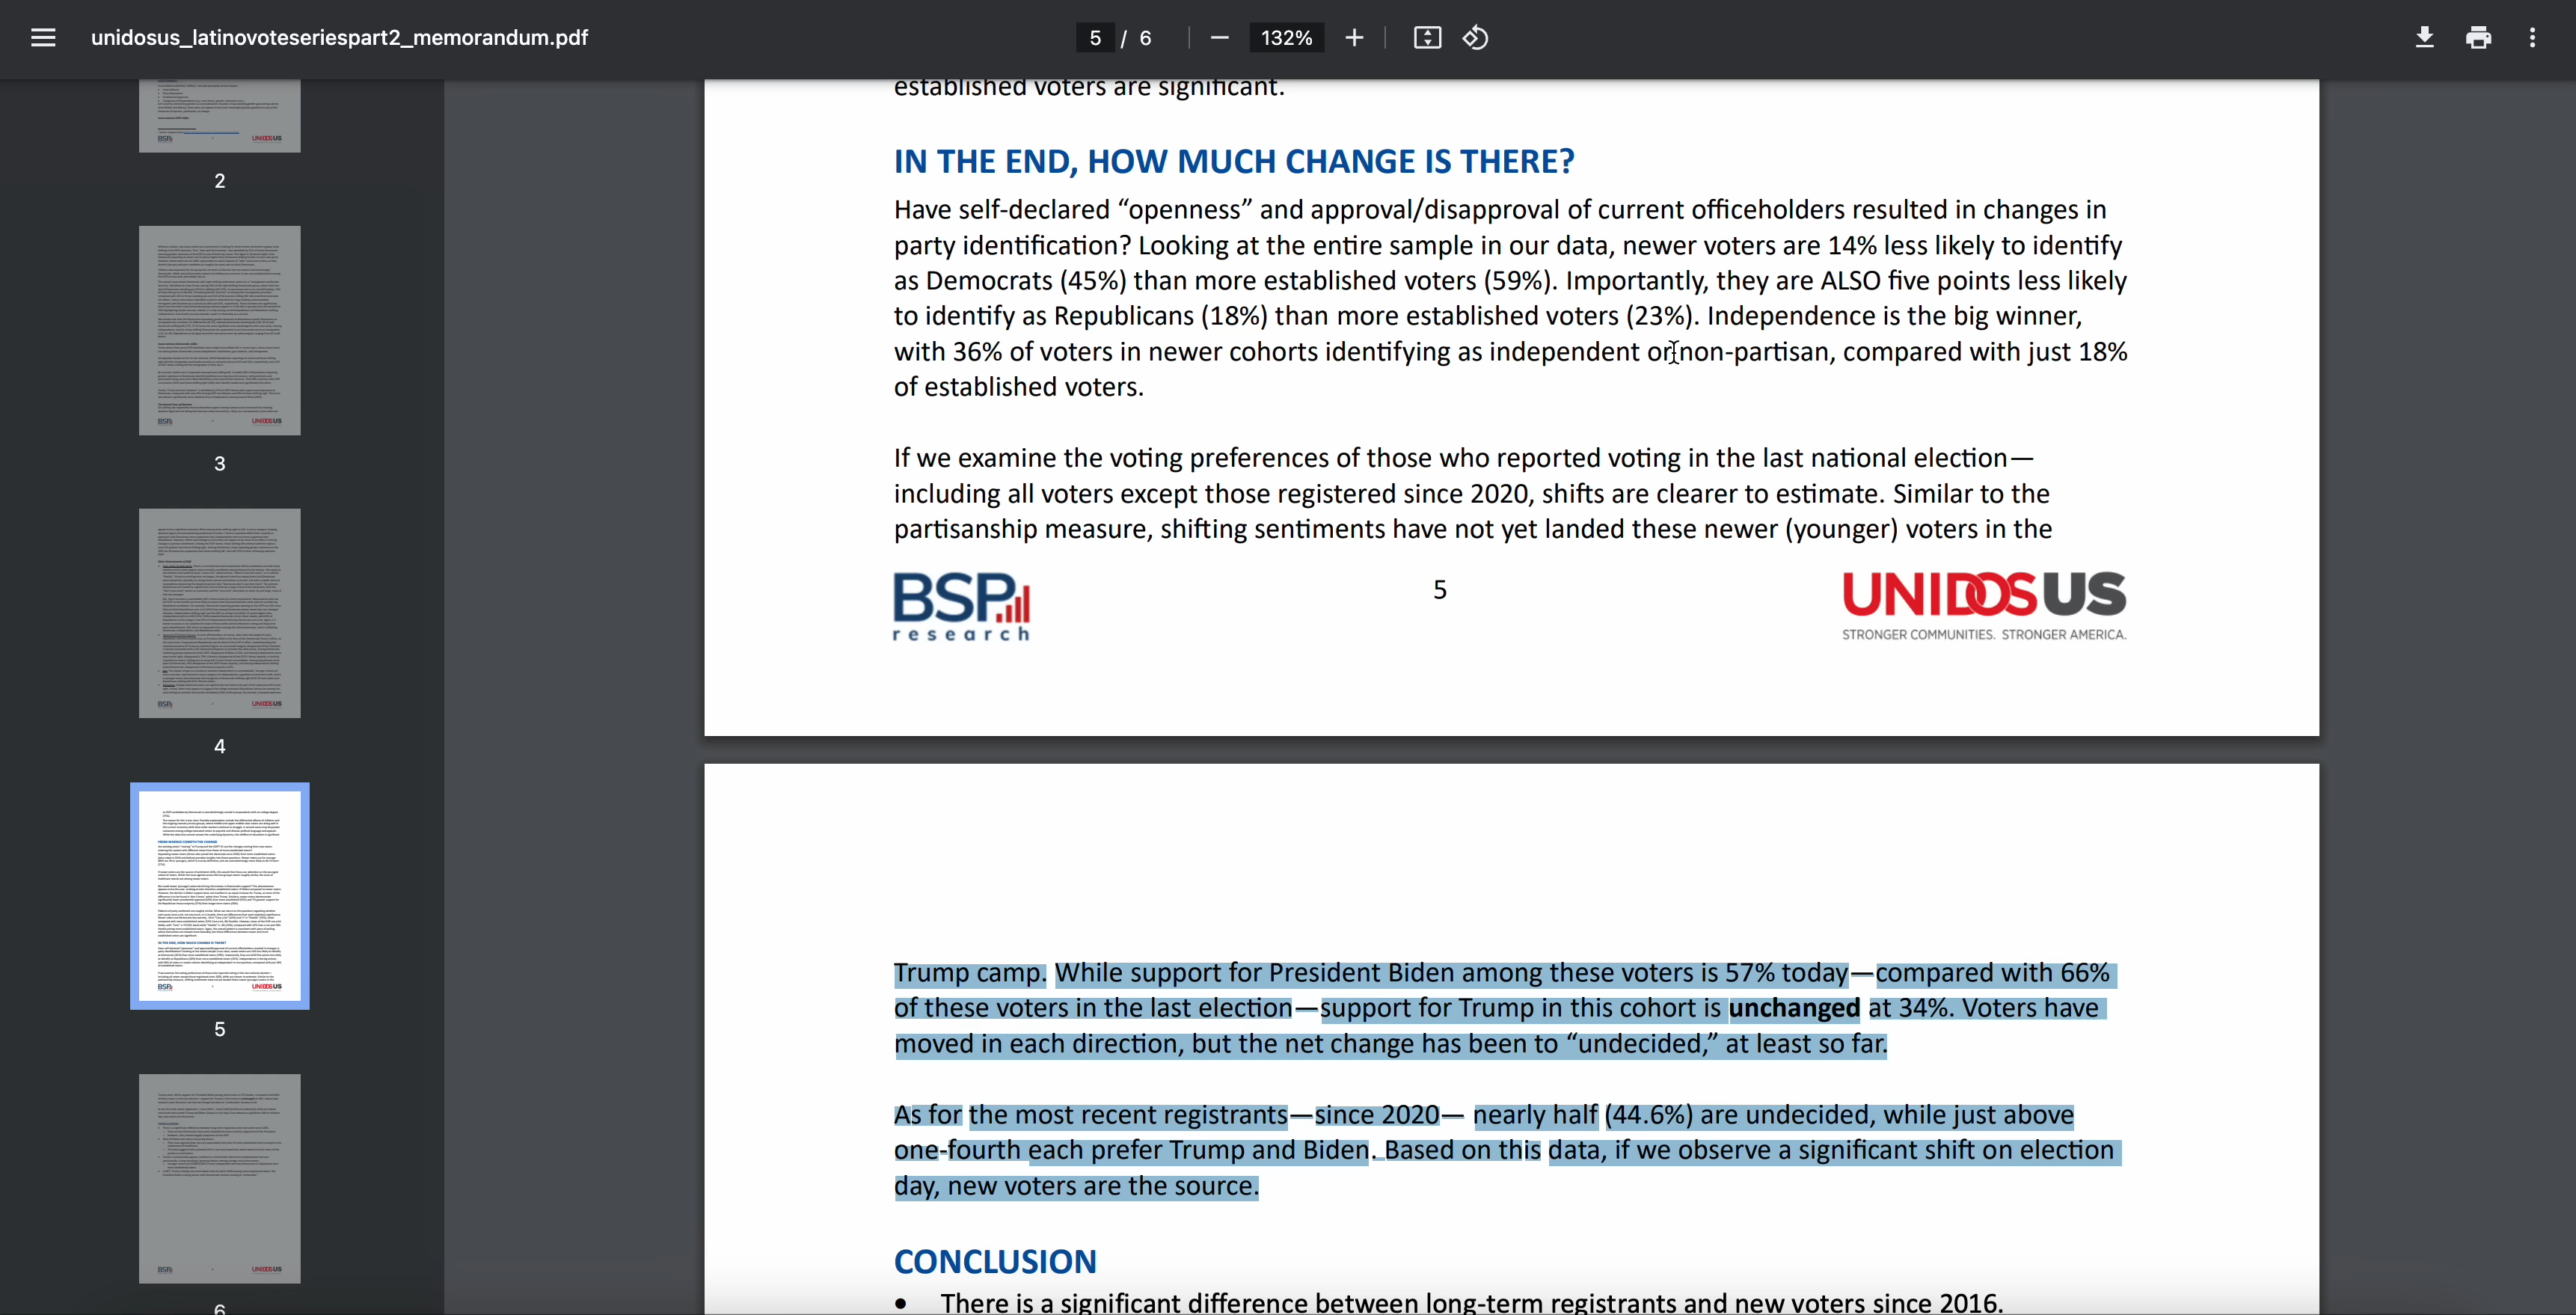 unidosus_latinovoteseriespart2_memorandum.pdf
5 / 6
132%
2
3
4
5
6
established voters are significant.
IN THE END, HOW MUCH CHANGE IS THERE?
Have self-declared “openness” and approval/disapproval of current officeholders resulted in changes in
party identification? Looking at the entire sample in our data, newer voters are 14% less likely to identify
as Democrats (45%) than more established voters (59%). Importantly, they are ALSO five points less likely
to identify as Republicans (18%) than more established voters (23%). Independence is the big winner,
with 36% of voters in newer cohorts identifying as independent or non-partisan, compared with just 18%
of established voters.
If we examine the voting preferences of those who reported voting in the last national election—
including all voters except those registered since 2020, shifts are clearer to estimate. Similar to the
partisanship measure, shifting sentiments have not yet landed these newer (younger) voters in the
BSP research
5
UNIDOSUS
STRONGER COMMUNITIES. STRONGER AMERICA.
Trump camp. While support for President Biden among these voters is 57% today—compared with 66%
of these voters in the last election—support for Trump in this cohort is unchanged at 34%. Voters have
moved in each direction, but the net change has been to “undecided,” at least so far.
As for the most recent registrants—since 2020— nearly half (44.6%) are undecided, while just above
one-fourth each prefer Trump and Biden. Based on this data, if we observe a significant shift on election
day, new voters are the source.
CONCLUSION
• There is a significant difference between long-term registrants and new voters since 2016.